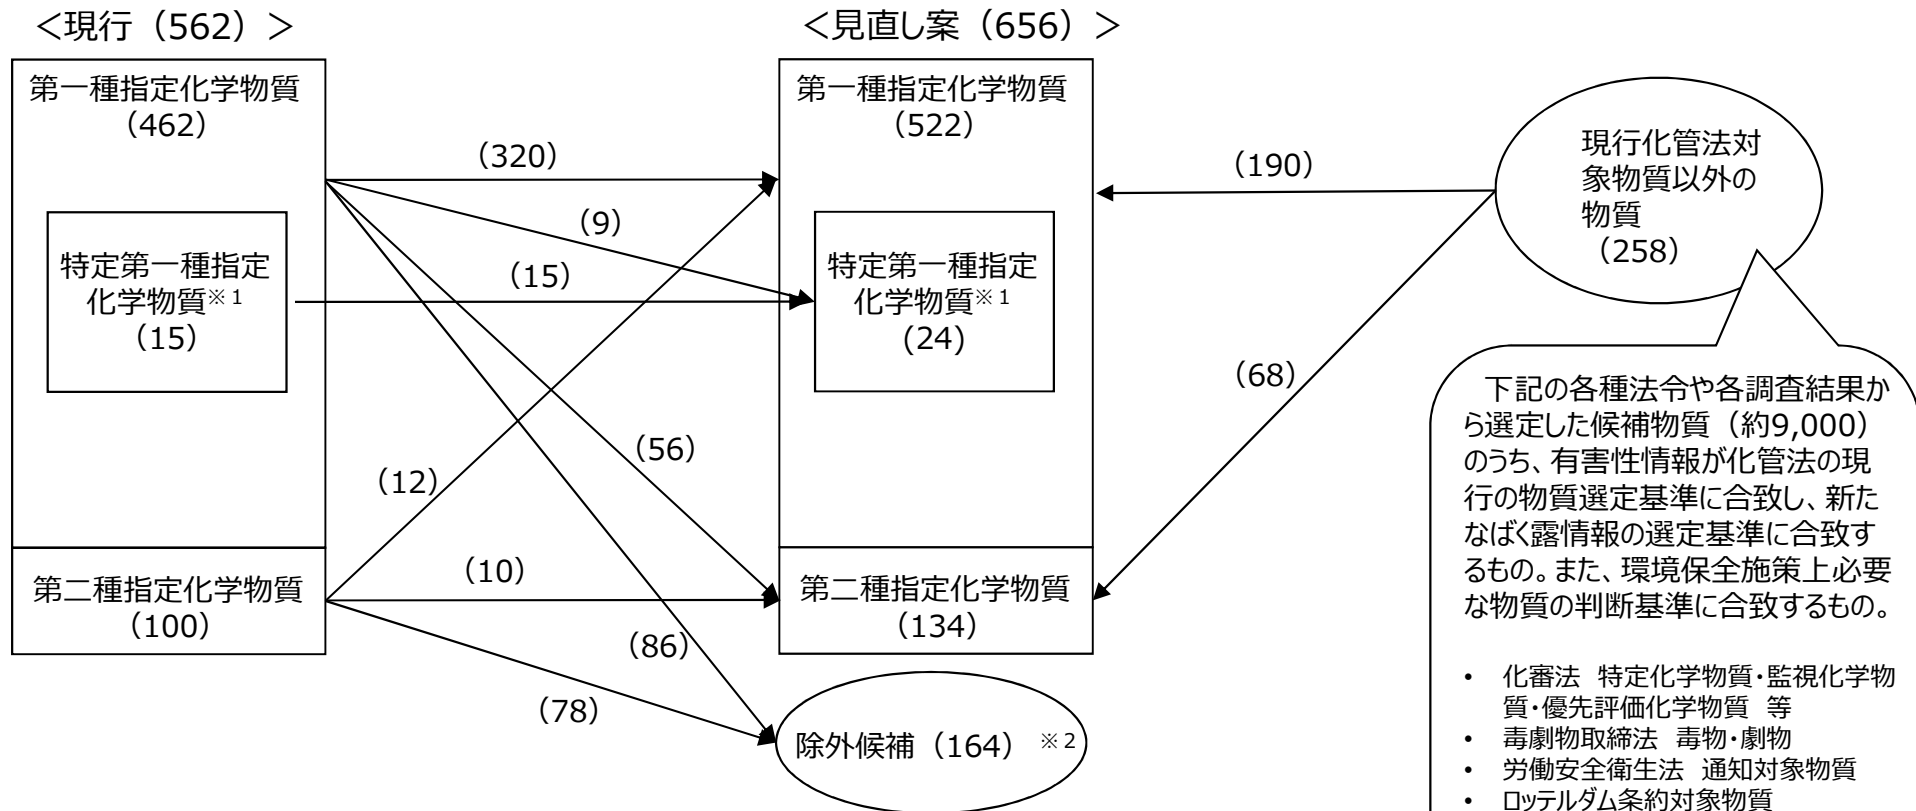 ＜現行（562）＞
＜見直し案（656）＞
第一種指定化学物質
（462）
特定第一種指定
化学物質※１
（15）
第二種指定化学物質
（100）
（320）
（9）
（15）
（56）
（12）
（10）
（86）
（78）
第一種指定化学物質
（522）
特定第一種指定
化学物質※１
（24）
第二種指定化学物質
（134）
除外候補（164）※２
（190）
（68）
現行化管法対
象物質以外の
物質
（258）
下記の各種法令や各調査結果か
ら選定した候補物質（約9,000）
のうち、有害性情報が化管法の現
行の物質選定基準に合致し、新た
なばく露情報の選定基準に合致す
るもの。また、環境保全施策上必要
な物質の判断基準に合致するもの。
• 化審法 特定化学物質・監視化学物
質・優先評価化学物質 等
• 毒劇物取締法 毒物・劇物
• 労働安全衛生法 通知対象物質
• ロッテルダム条約対象物質